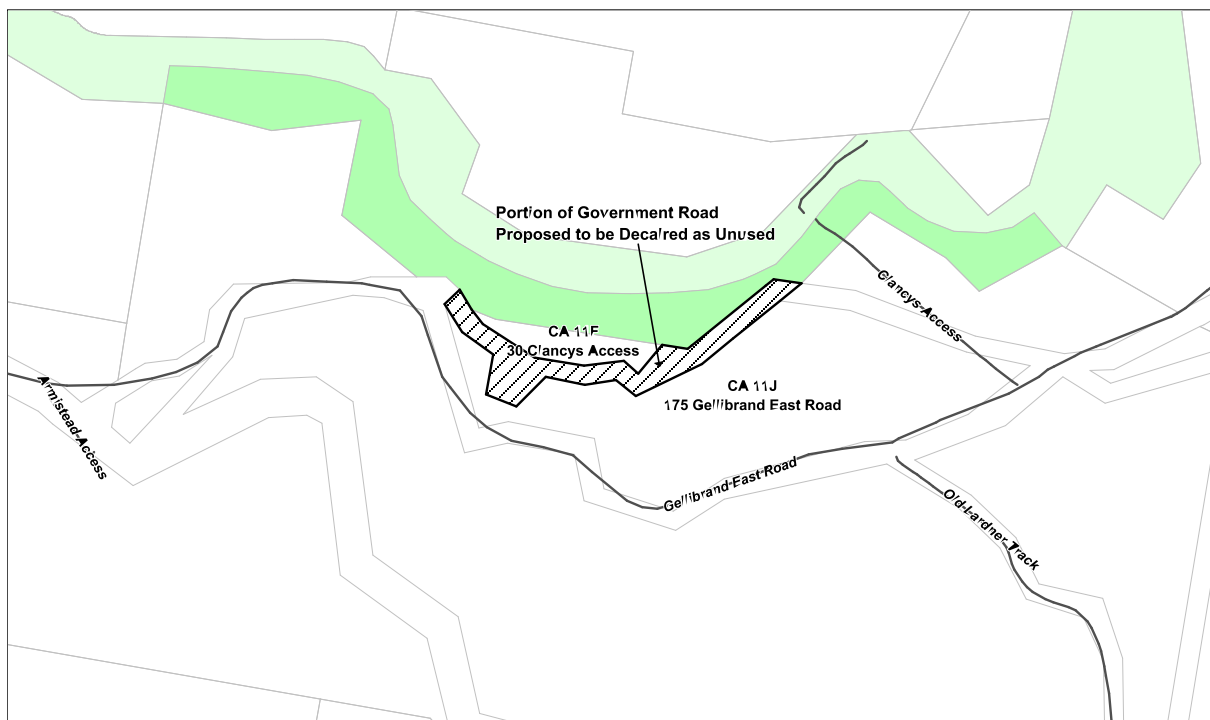 Portion of Government Road
Proposed to be Decalred as Unused
CA 11F
30 Clancys Access
CA 11J
175 Gellibrand East Road
Clancys Access
Armistead Access
Gellibrand East Road
Old Lardner Track